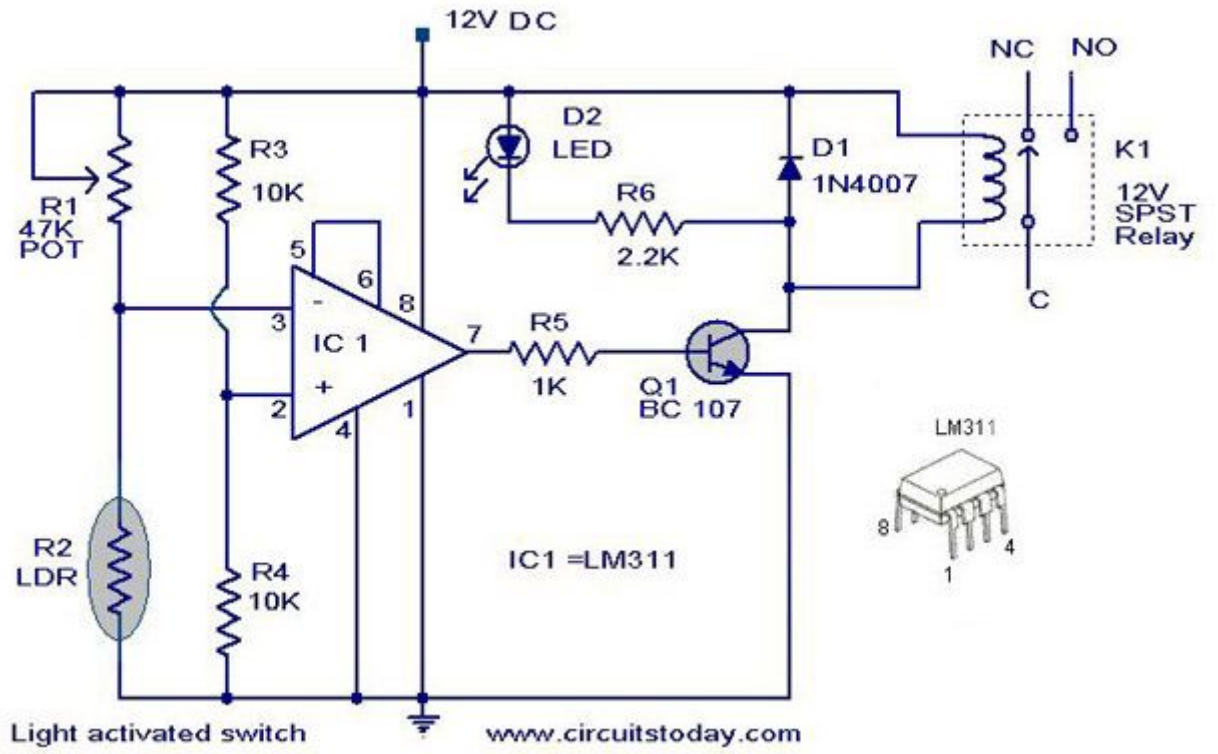 12V DC
NC NO
D2
LED
D1
1N4007
K1
12V
SPST
Relay
R3
10K
R1
47K
POT
R6
2.2K
C
5
6
8
-
3
IC 1
7
R5
1K
+
2
4
1
Q1
BC 107
LM311
8
4
1
R2
LDR
R4
10K
IC1 =LM311
Light activated switch
www.circuitstoday.com